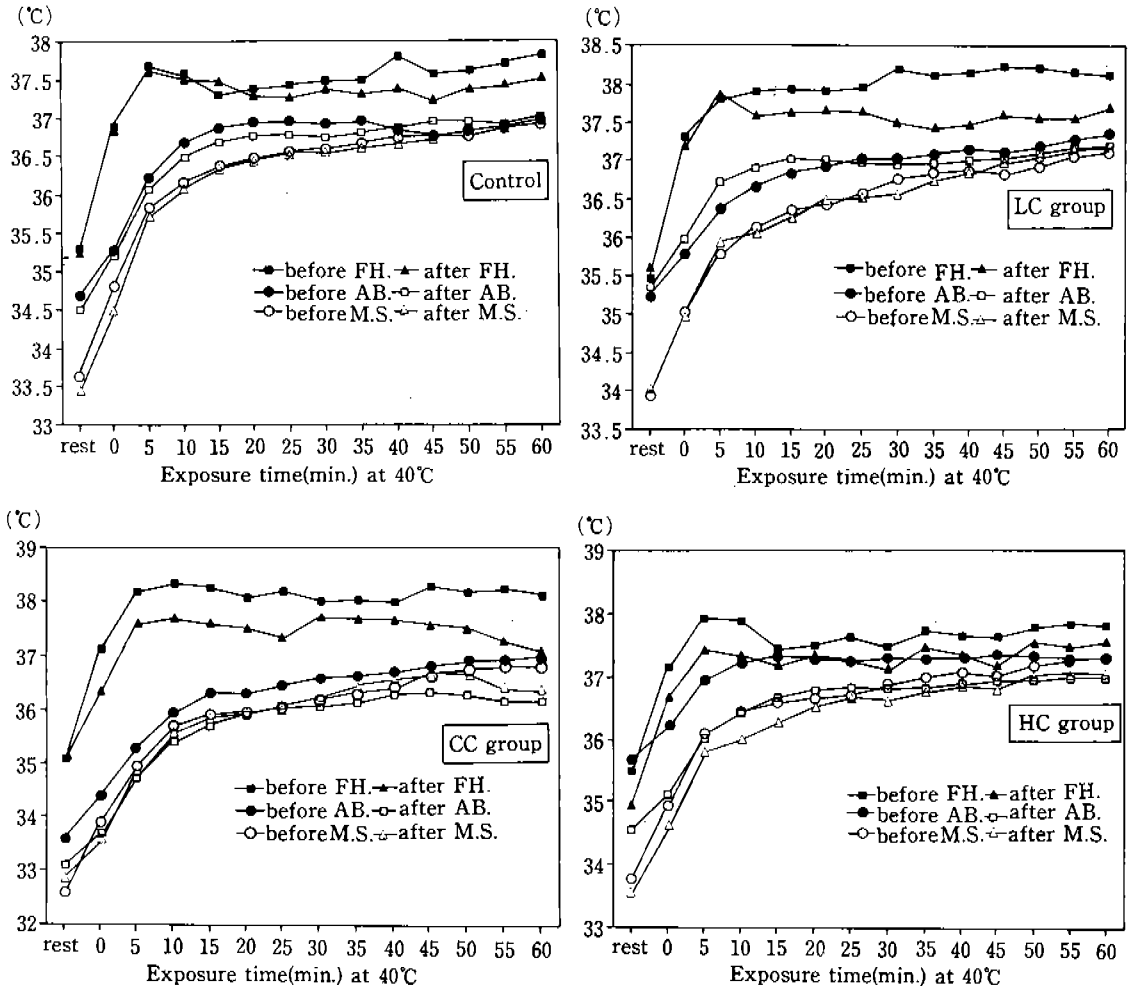 (℃)
38
37.5
37
36.5
36
35.5
35
34.5
34
33.5
33
Control
before FH. after FH.
before AB. after AB.
before M.S. after M.S.
rest 0 5 10 15 20 25 30 35 40 45 50 55 60
Exposure time(min.) at 40℃
(℃)
38.5
38
37.5
37
36.5
36
35.5
35
34.5
34
33.5
LC group
before FH. after FH.
before AB. after AB.
before M.S. after M.S.
rest 0 5 10 15 20 25 30 35 40 45 50 55 60
Exposure time(min.) at 40℃
(℃)
39
38
37
36
35
34
33
32
CC group
before FH. after FH.
before AB. after AB.
before M.S. after M.S.
rest 0 5 10 15 20 25 30 35 40 45 50 55 60
Exposure time(min.) at 40℃
(℃)
39
38
37
36
35
34
33
HC group
before FH. after FH.
before AB. after AB.
before M.S. after M.S.
rest 0 5 10 15 20 25 30 35 40 45 50 55 60
Exposure time(min.) at 40℃